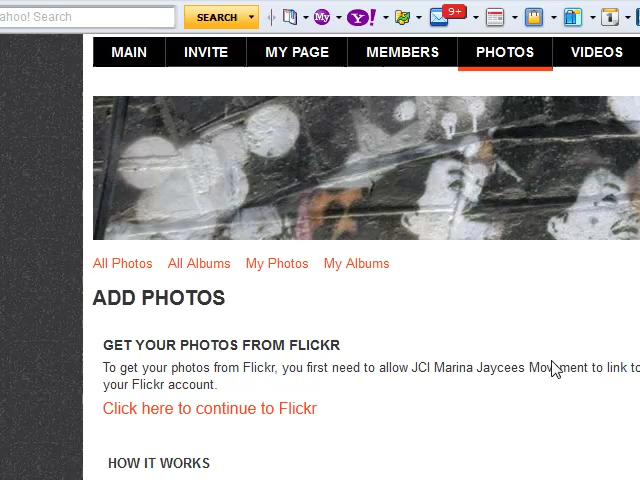 ahoo! Search SEARCH My Y! 9+ 1
MAIN INVITE MY PAGE MEMBERS PHOTOS VIDEOS
All Photos All Albums My Photos My Albums
ADD PHOTOS
GET YOUR PHOTOS FROM FLICKR
To get your photos from Flickr, you first need to allow JCI Marina Jaycees Movement to link to
your Flickr account.
Click here to continue to Flickr
HOW IT WORKS